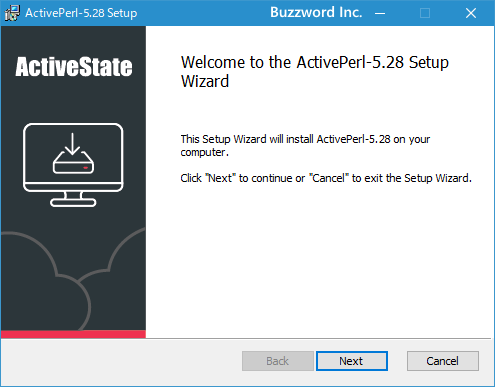 ActivePerl-5.28 Setup
Buzzword Inc.
ActiveState
Welcome to the ActivePerl-5.28 Setup
Wizard
This Setup Wizard will install ActivePerl-5.28 on your
computer.
Click "Next" to continue or "Cancel" to exit the Setup Wizard.
Back
Next
Cancel